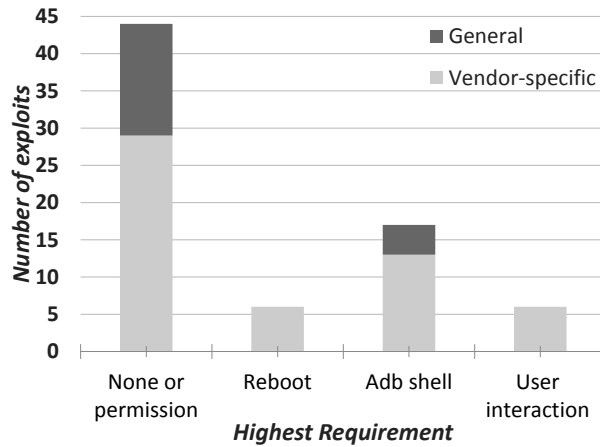 45
40
35
30
25
20
15
10
5
0
Number of exploits
General
Vendor-specific
None or
permission
Reboot
Adb shell
User
interaction
Highest Requirement